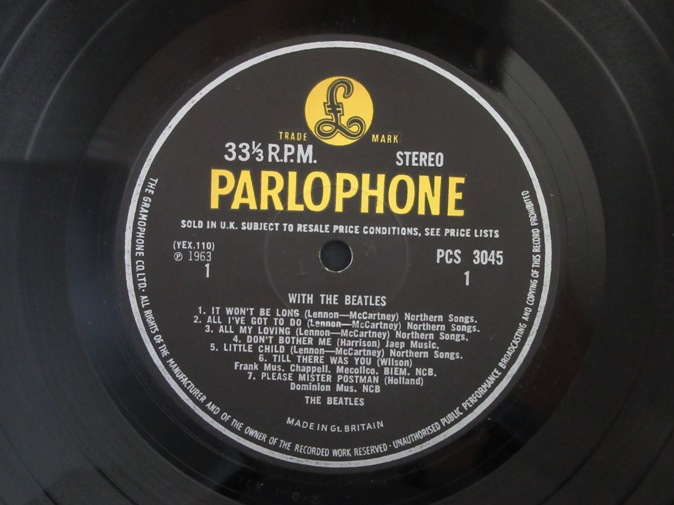 £
TRADE MARK
33⅓ R.P.M. STEREO
PARLOPHONE
SOLD IN U.K. SUBJECT TO RESALE PRICE CONDITIONS, SEE PRICE LISTS
(YEX.110)
℗ 1963
1
PCS 3045
1
WITH THE BEATLES
1. IT WON'T BE LONG (Lennon—McCartney) Northern Songs.
2. ALL I'VE GOT TO DO (Lennon—McCartney) Northern Songs.
3. ALL MY LOVING (Lennon—McCartney) Northern Songs.
4. DON'T BOTHER ME (Harrison) Jaep Music.
5. LITTLE CHILD (Lennon—McCartney) Northern Songs.
6. TILL THERE WAS YOU (Wilson)
Frank Mus. Chappell, Mecolico. BIEM. NCB.
7. PLEASE MISTER POSTMAN (Holland)
Dominion Mus. NCB
THE BEATLES
MADE IN Gt. BRITAIN
THE GRAMOPHONE CO. LTD. · ALL RIGHTS OF THE MANUFACTURER AND OF THE OWNER OF THE RECORDED WORK RESERVED · UNAUTHORISED PUBLIC PERFORMANCE BROADCASTING AND COPYING OF THIS RECORD PROHIBITED